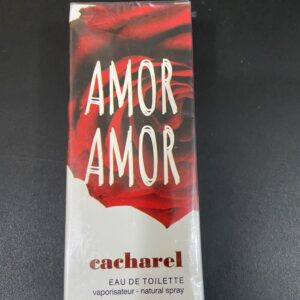 AMOR
AMOR
cacharel
EAU DE TOILETTE
vaporisateur - natural spray